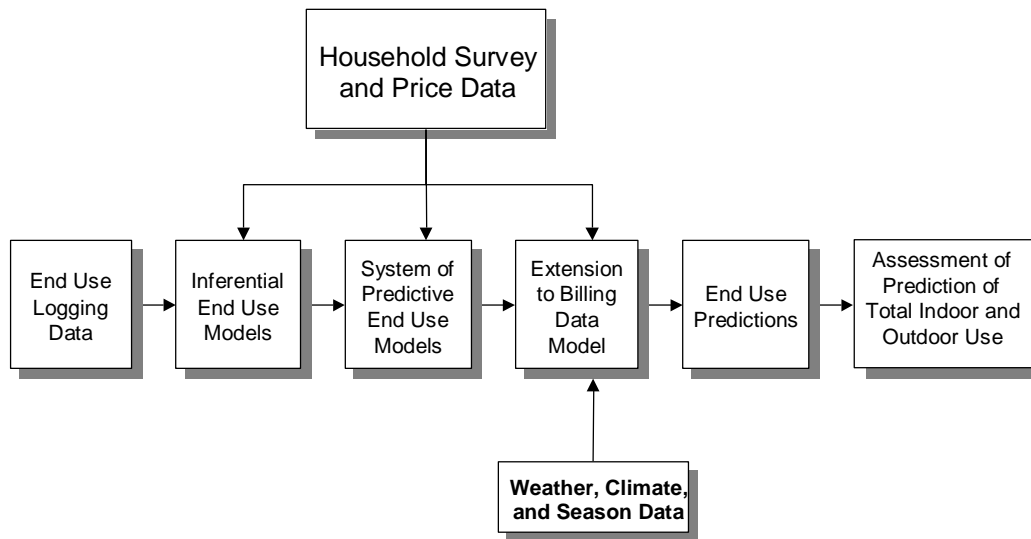 Household Survey
and Price Data
End Use
Logging
Data
Inferential
End Use
Models
System of
Predictive
End Use
Models
Extension
to Billing
Data
Model
End Use
Predictions
Assessment of
Prediction of
Total Indoor and
Outdoor Use
Weather, Climate,
and Season Data